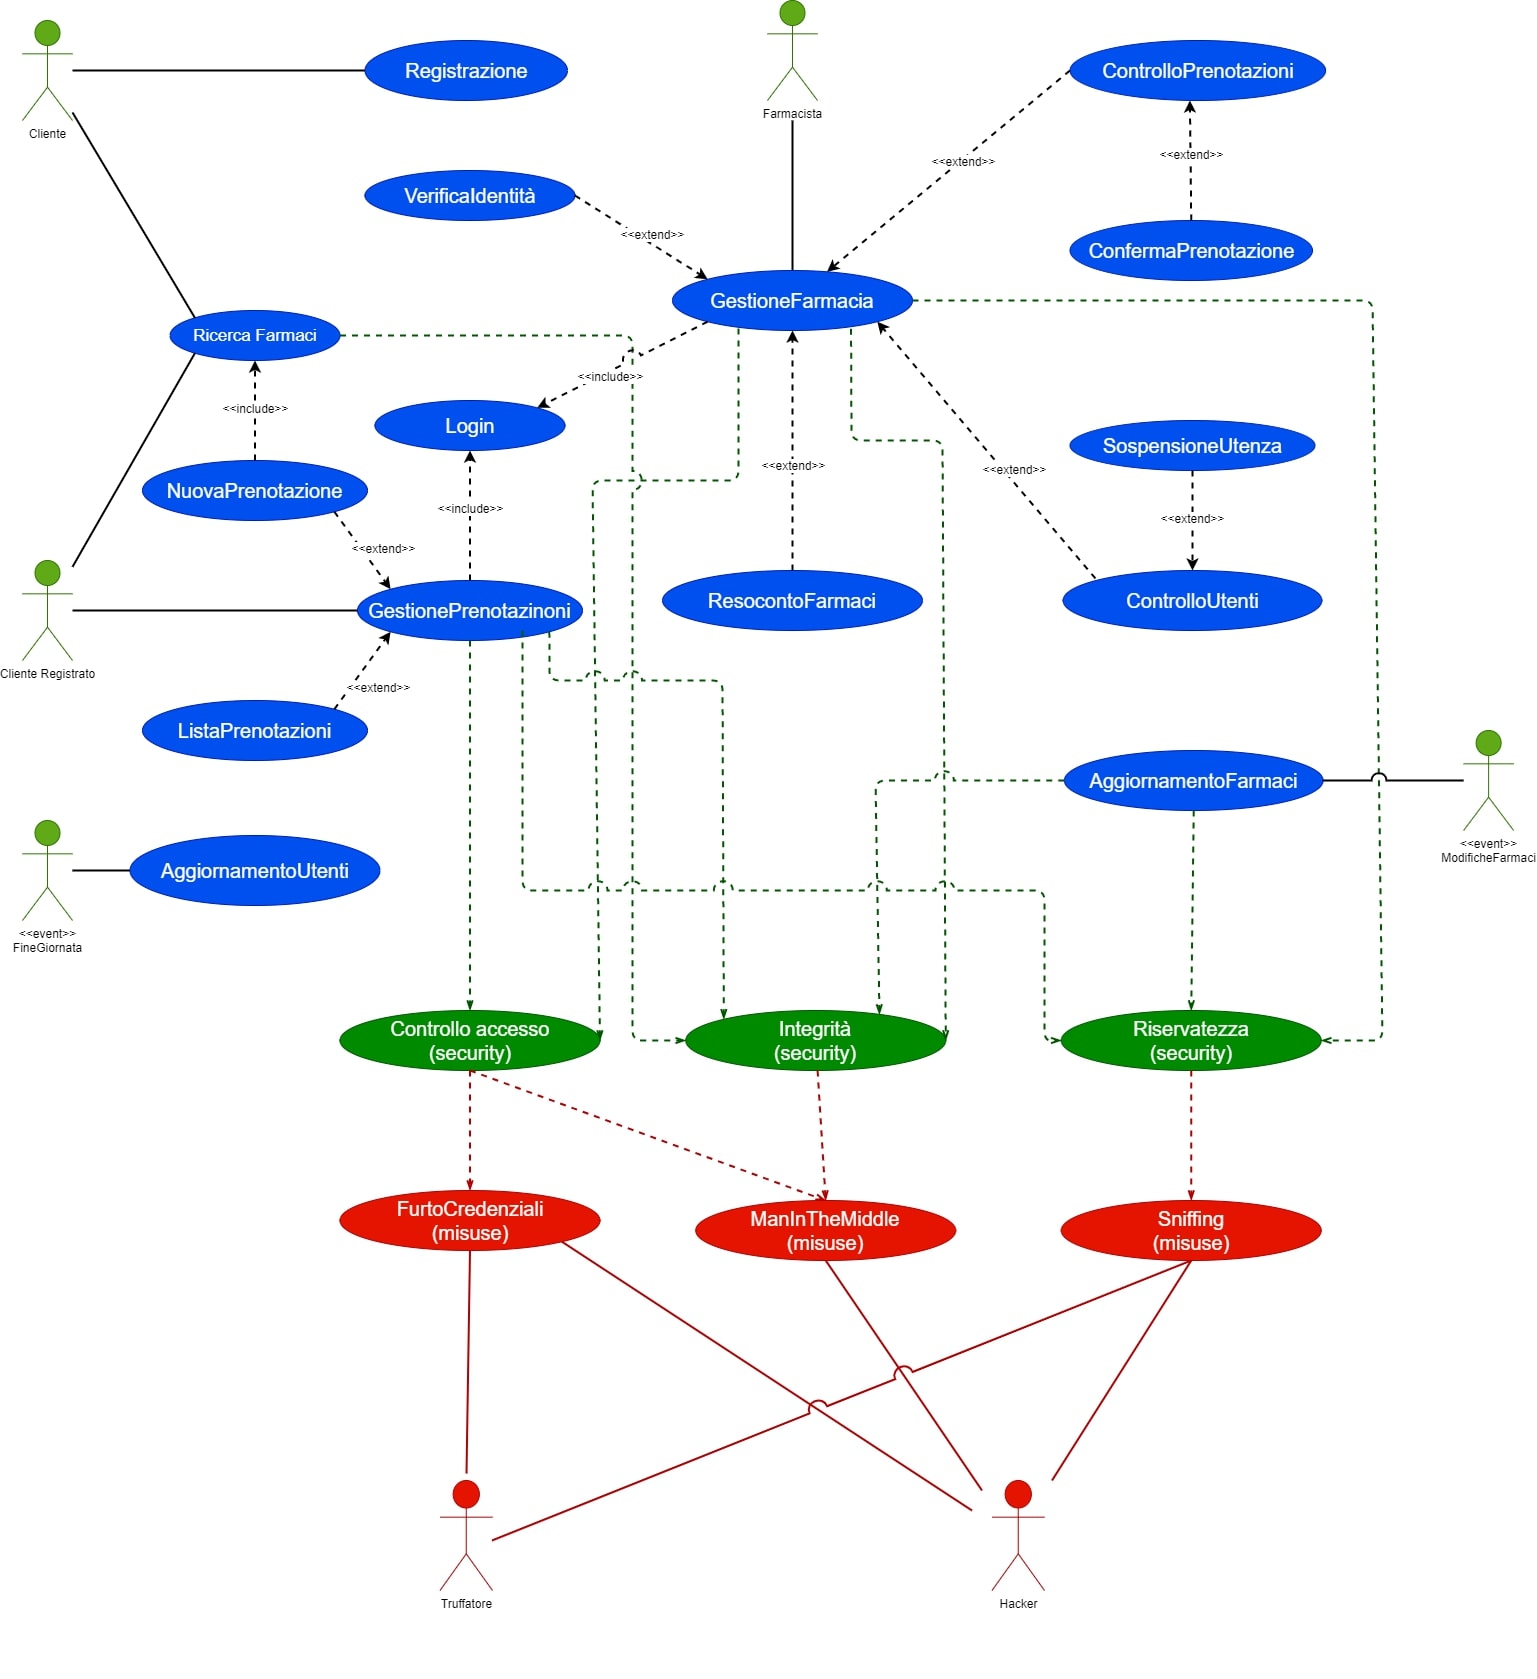 Registrazione
Farmacista
ControlloPrenotazioni
Cliente
<<extend>>
<<extend>>
VerificaIdentità
<<extend>>
ConfermaPrenotazione
GestioneFarmacia
Ricerca Farmaci
<<include>>
<<include>>
Login
SospensioneUtenza
<<extend>>
<<extend>>
NuovaPrenotazione
<<include>>
<<extend>>
<<extend>>
GestionePrenotazinoni
ResocontoFarmaci
ControlloUtenti
Cliente Registrato
<<extend>>
ListaPrenotazioni
AggiornamentoFarmaci
<<event>>
ModificheFarmaci
AggiornamentoUtenti
<<event>>
FineGiornata
Controllo accesso
(security)
Integrità
(security)
Riservatezza
(security)
FurtoCredenziali
(misuse)
ManInTheMiddle
(misuse)
Sniffing
(misuse)
Truffatore
Hacker